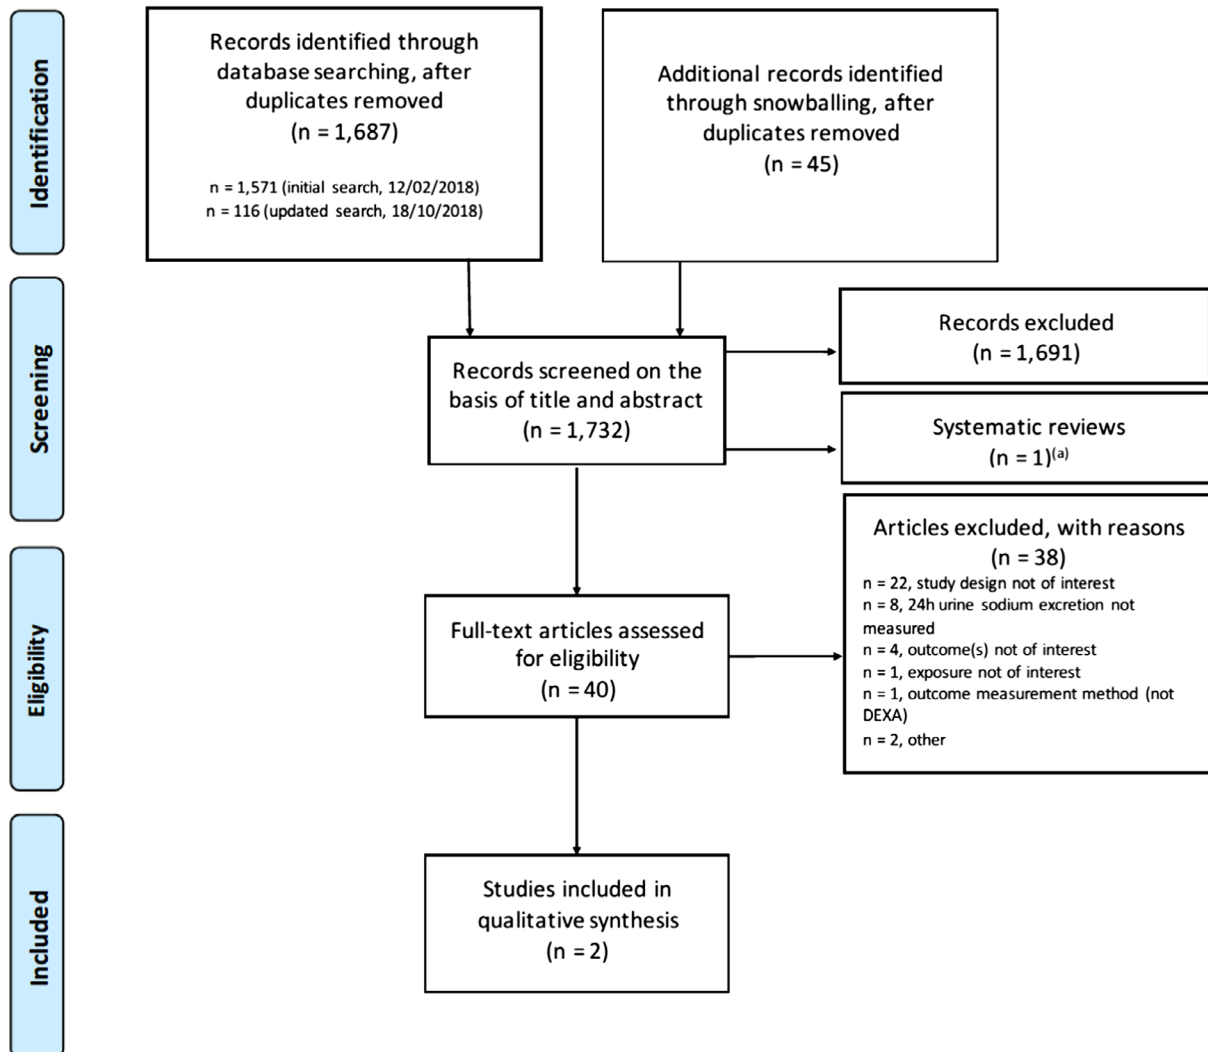 Identification
Records identified through
database searching, after
duplicates removed
(n = 1,687)
n = 1,571 (initial search, 12/02/2018)
n = 116 (updated search, 18/10/2018)
Additional records identified
through snowballing, after
duplicates removed
(n = 45)
Screening
Records screened on the
basis of title and abstract
(n = 1,732)
Records excluded
(n = 1,691)
Systematic reviews
(n = 1)(a)
Eligibility
Full-text articles assessed
for eligibility
(n = 40)
Articles excluded, with reasons
(n = 38)
n = 22, study design not of interest
n = 8, 24h urine sodium excretion not
measured
n = 4, outcome(s) not of interest
n = 1, exposure not of interest
n = 1, outcome measurement method (not
DEXA)
n = 2, other
Included
Studies included in
qualitative synthesis
(n = 2)